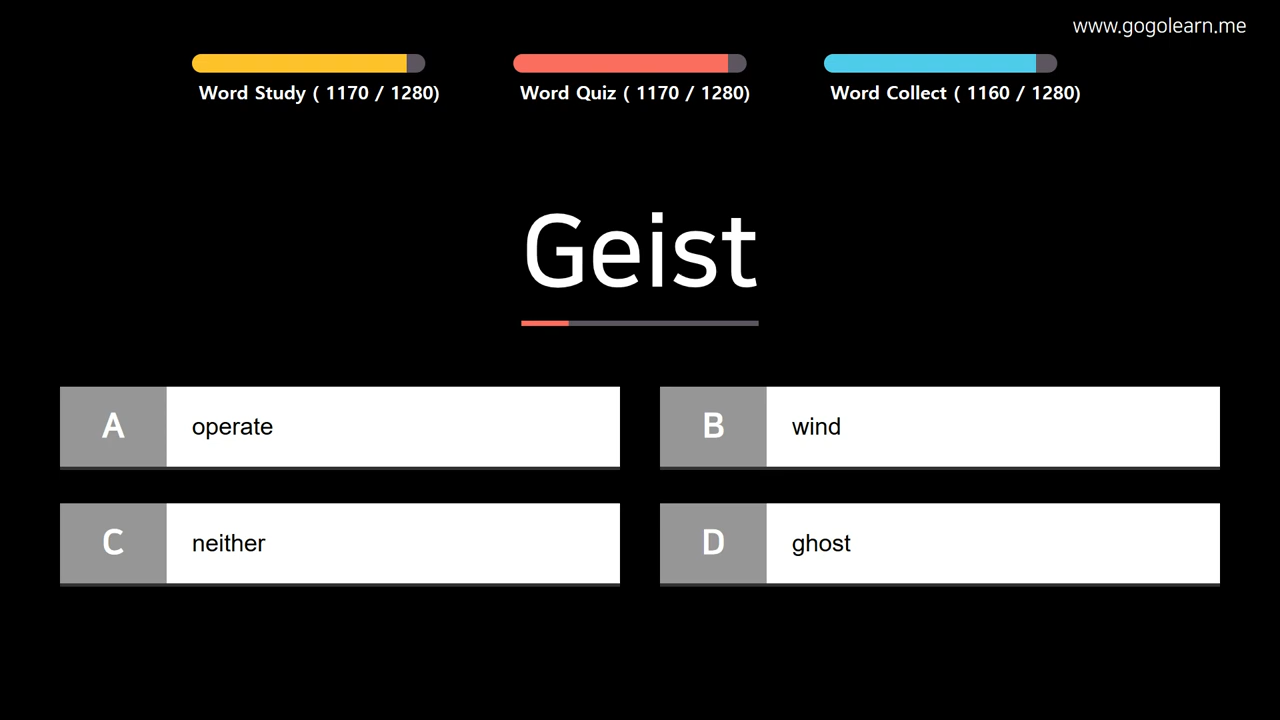 www.gogolearn.me
Word Study ( 1170 / 1280)
Word Quiz ( 1170 / 1280)
Word Collect ( 1160 / 1280)
Geist
A operate
B wind
C neither
D ghost